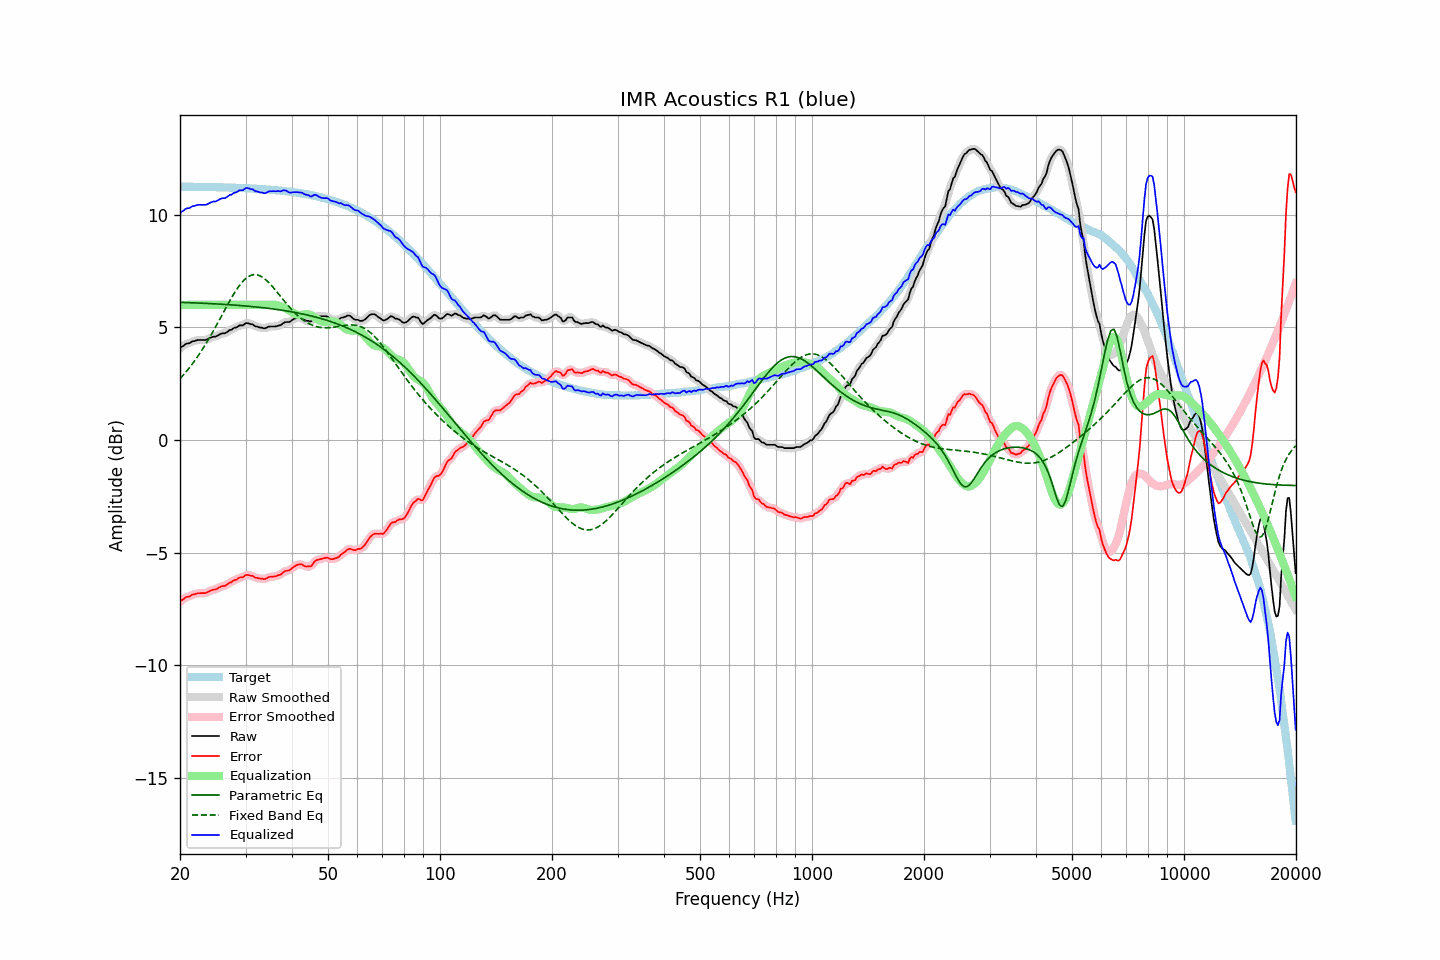 IMR Acoustics R1 (blue)
Amplitude (dBr)
10
5
0
−5
−10
−15
Target
Raw Smoothed
Error Smoothed
Raw
Error
Equalization
Parametric Eq
Fixed Band Eq
Equalized
20 50 100 200 500 1000 2000 5000 10000 20000
Frequency (Hz)